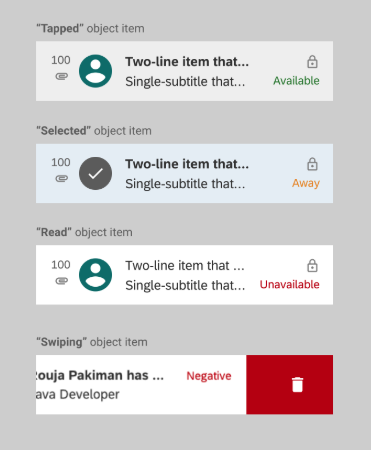 “Tapped” object item
100 Two-line item that...
Single-subtitle that... Available
“Selected” object item
100 Two-line item that...
Single-subtitle that... Away
“Read” object item
100 Two-line item that ...
Single-subtitle that... Unavailable
“Swiping” object item
Pakiman has ... Negative
Developer